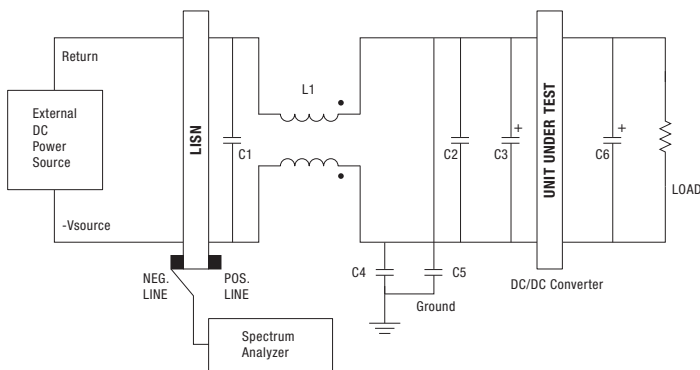 Return
L1
External
DC
Power
Source
LISN
C1
C2
C3
+
UNIT UNDER TEST
C6
+
LOAD
-Vsource
NEG.
LINE
POS.
LINE
C4
C5
Ground
DC/DC Converter
Spectrum
Analyzer